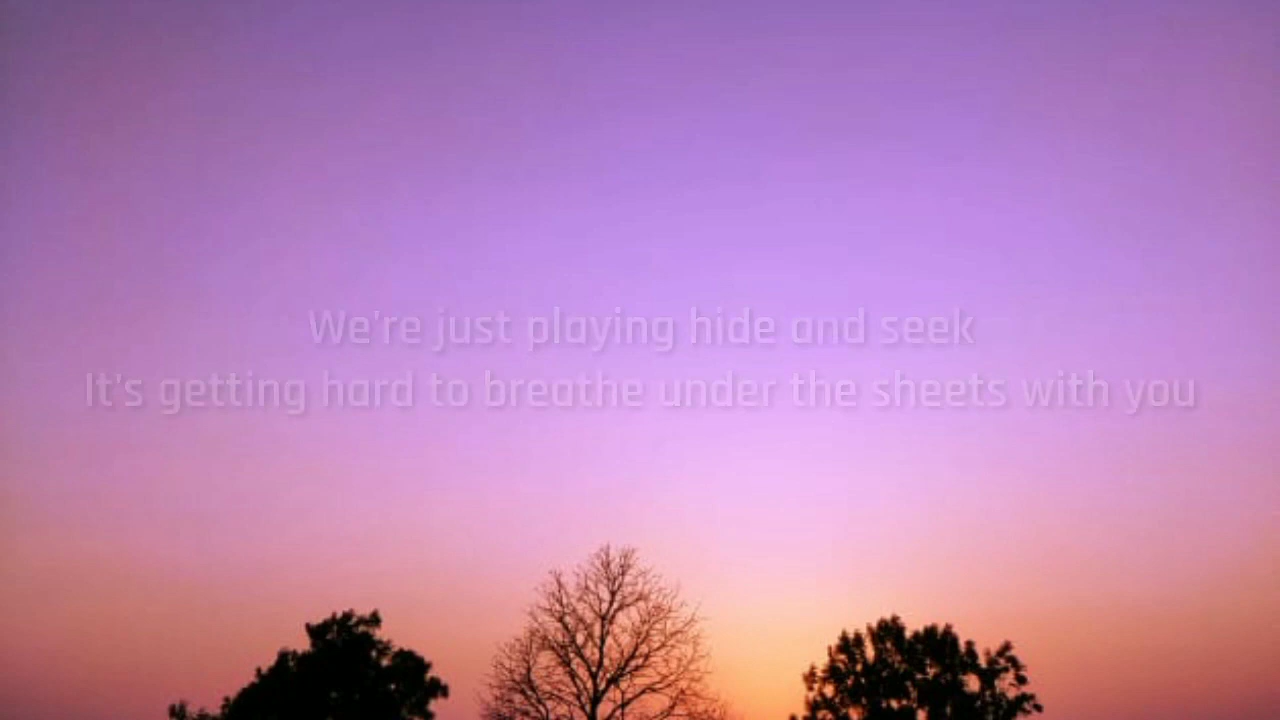 We're just playing hide and seek
It's getting hard to breathe under the sheets with you